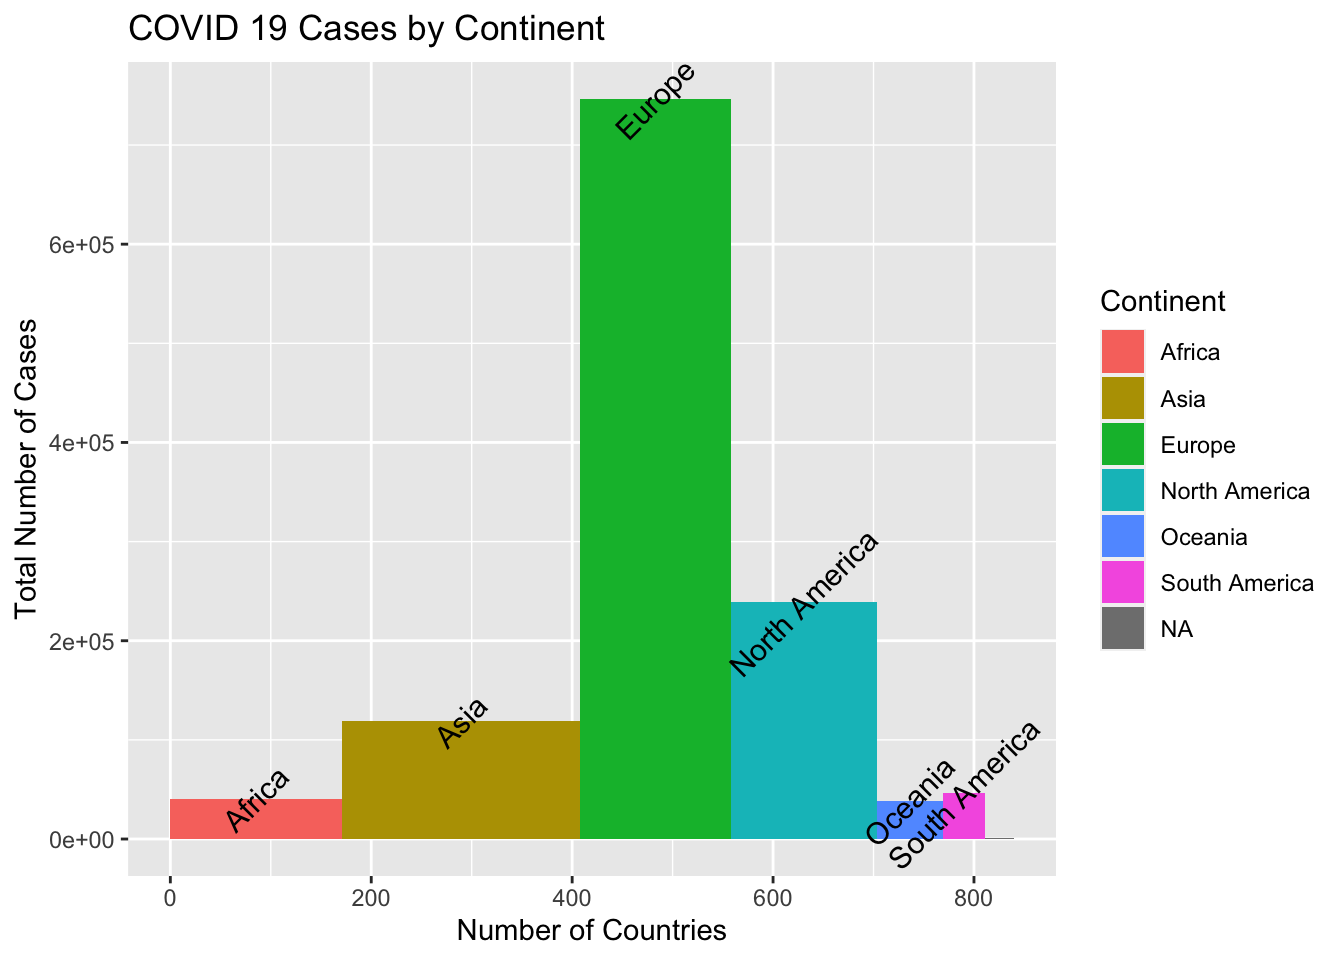 COVID 19 Cases by Continent
Total Number of Cases
6e+05
4e+05
2e+05
0e+00
Africa
Asia
Europe
North America
Oceania
South America
0 200 400 600 800
Number of Countries
Continent
Africa
Asia
Europe
North America
Oceania
South America
NA